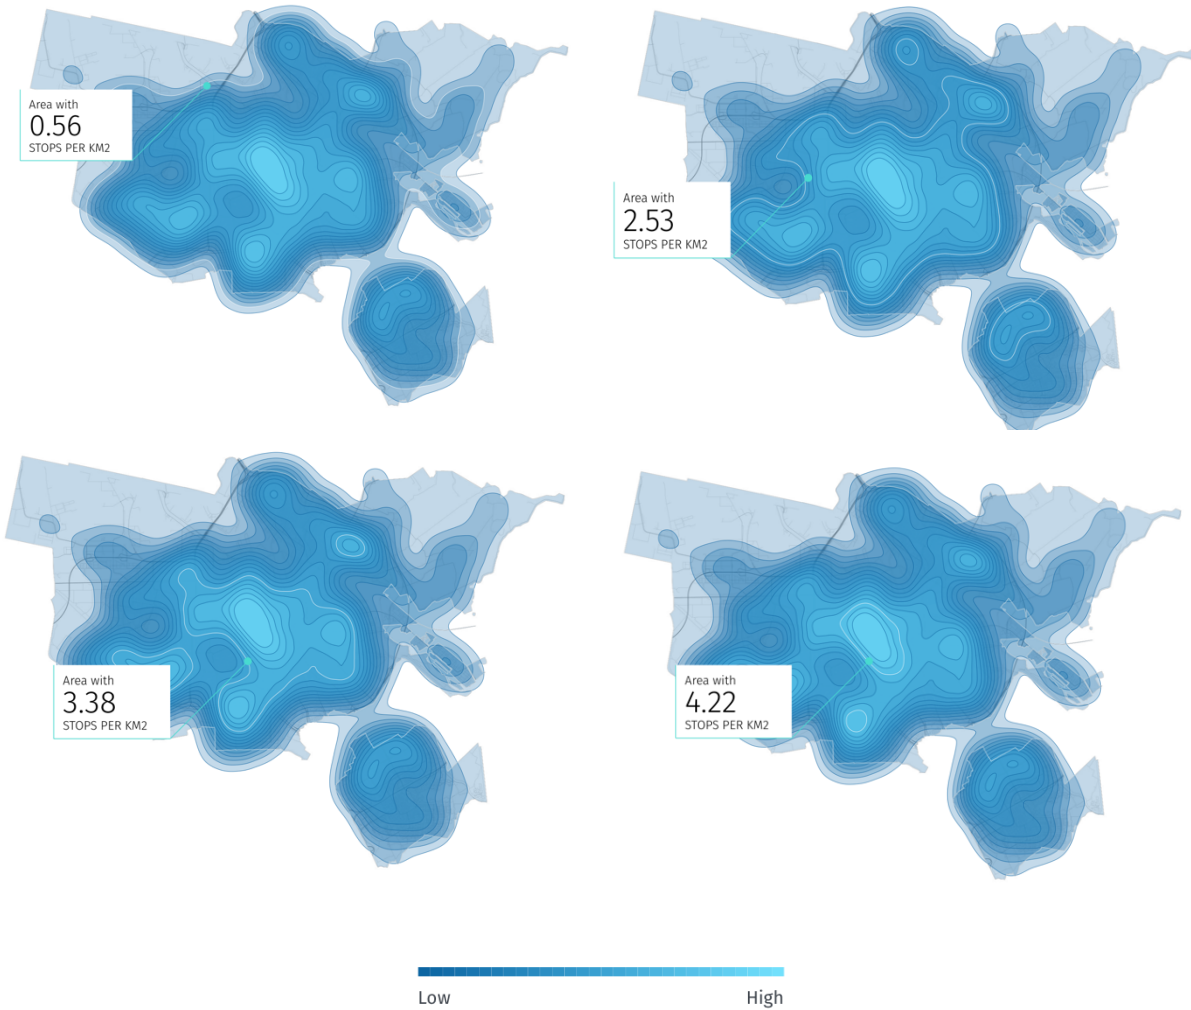 Area with
0.56
STOPS PER KM2
Area with
2.53
STOPS PER KM2
Area with
3.38
STOPS PER KM2
Area with
4.22
STOPS PER KM2
Low
High